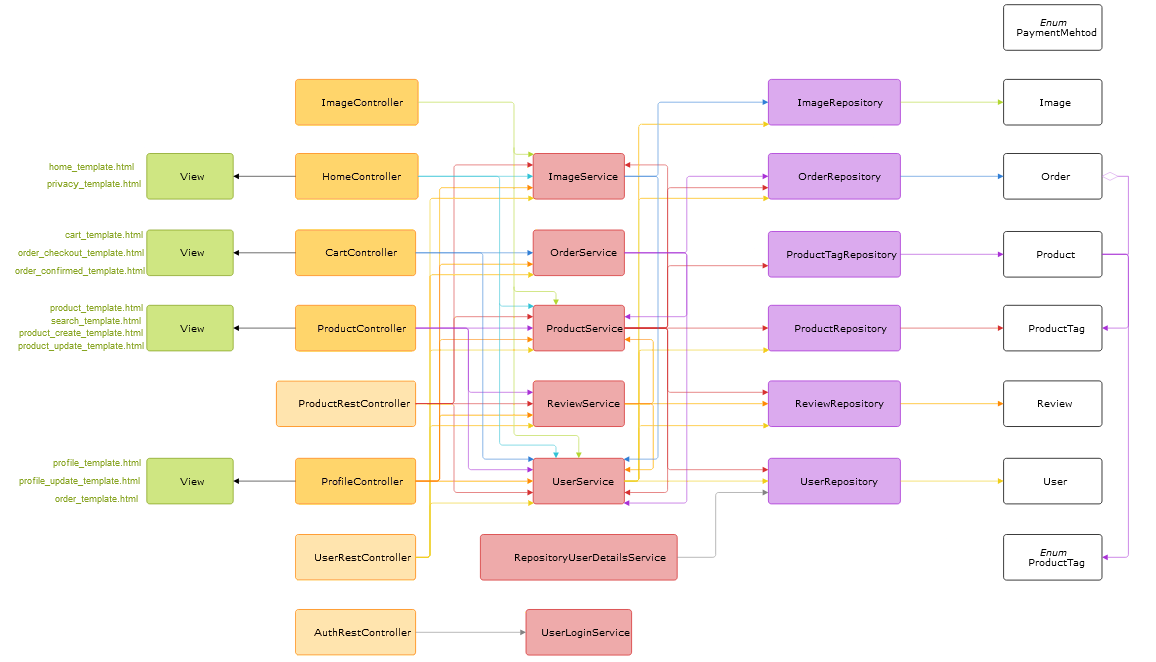 Enum
PaymentMehtod
ImageController
ImageRepository
Image
home_template.html
privacy_template.html
View
HomeController
ImageService
OrderRepository
Order
cart_template.html
order_checkout_template.html
order_confirmed_template.html
View
CartController
OrderService
ProductTagRepository
Product
product_template.html
search_template.html
product_create_template.html
product_update_template.html
View
ProductController
ProductService
ProductRepository
ProductTag
ProductRestController
ReviewService
ReviewRepository
Review
profile_template.html
profile_update_template.html
order_template.html
View
ProfileController
UserService
UserRepository
User
UserRestController
RepositoryUserDetailsService
Enum
ProductTag
AuthRestController
UserLoginService